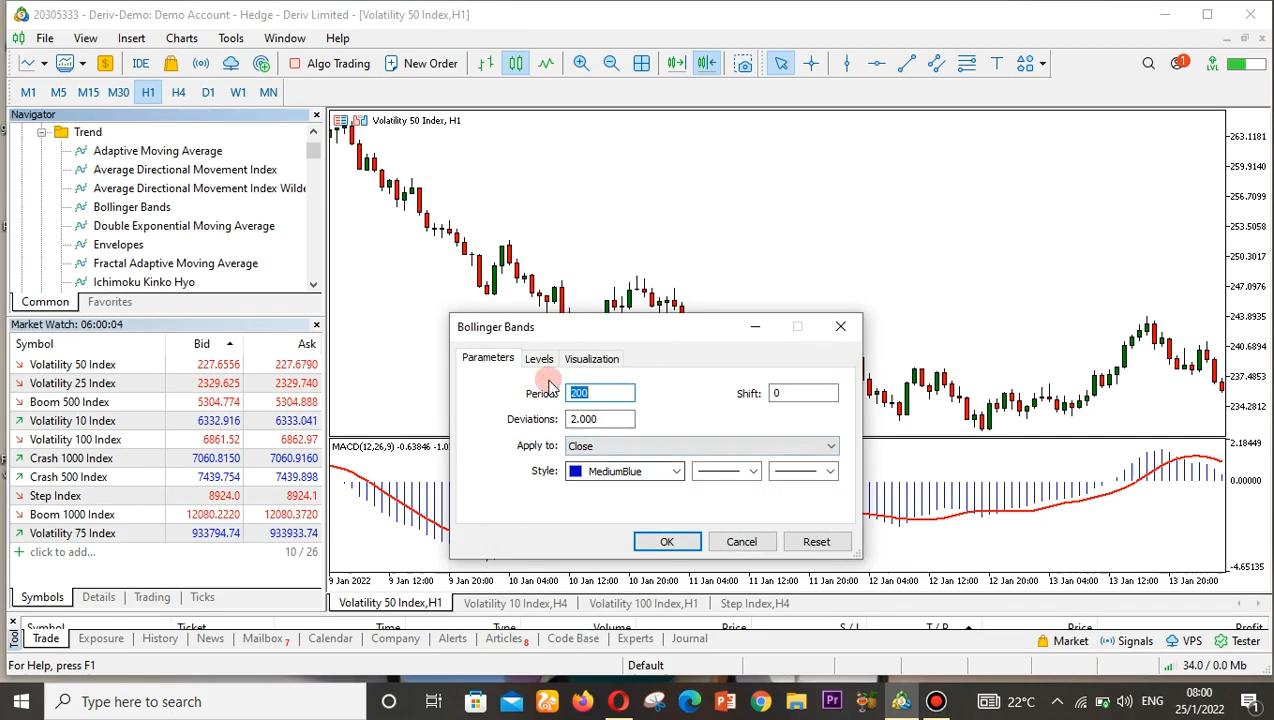 20305333 - Deriv-Demo: Demo Account - Hedge - Deriv Limited - [Volatility 50 Index,H1]
File View Insert Charts Tools Window Help
IDE Algo Trading New Order 1 LVL
M1 M5 M15 M30 H1 H4 D1 W1 MN
Navigator
Trend
Adaptive Moving Average
Average Directional Movement Index
Average Directional Movement Index Wilde
Bollinger Bands
Double Exponential Moving Average
Envelopes
Fractal Adaptive Moving Average
Ichimoku Kinko Hyo
Common Favorites
Market Watch: 06:00:04
Symbol Bid Ask
Volatility 50 Index 227.6556 227.6790
Volatility 25 Index 2329.625 2329.740
Boom 500 Index 5304.774 5304.888
Volatility 10 Index 6332.916 6333.041
Volatility 100 Index 6861.52 6862.97
Crash 1000 Index 7060.8150 7060.9160
Crash 500 Index 7439.754 7439.898
Step Index 8924.0 8924.1
Boom 1000 Index 12080.2220 12080.3720
Volatility 75 Index 933794.74 933933.74
click to add... 10 / 26
Symbols Details Trading Ticks
Volatility 50 Index, H1
263.1181
259.9140
256.7099
253.5058
250.3017
247.0976
243.8935
240.6894
237.4853
234.2812
Bollinger Bands
Parameters Levels Visualization
Period: 200 Shift: 0
Deviations: 2.000
Apply to: Close
Style: MediumBlue
OK Cancel Reset
MACD(12,26,9) -0.63846
2.18449
0.00000
-4.65135
9 Jan 2022 9 Jan 12:00 9 Jan 20:00 10 Jan 04:00 10 Jan 12:00 10 Jan 20:00 11 Jan 04:00 11 Jan 12:00 11 Jan 20:00 12 Jan 04:00 12 Jan 12:00 12 Jan 20:00 13 Jan 04:00 13 Jan 12:00 13 Jan 20:00
Volatility 50 Index,H1 Volatility 10 Index,H4 Volatility 100 Index,H1 Step Index,H4
Symbol Ticket Time Type Volume Price S / L T / P Price Profit
Trade Exposure History News Mailbox 7 Calendar Company Alerts Articles 8 Code Base Experts Journal Market Signals VPS Tester
For Help, press F1 Default 34.0 / 0.0 Mb
Type here to search 22°C ENG 08:00
25/1/2022 1